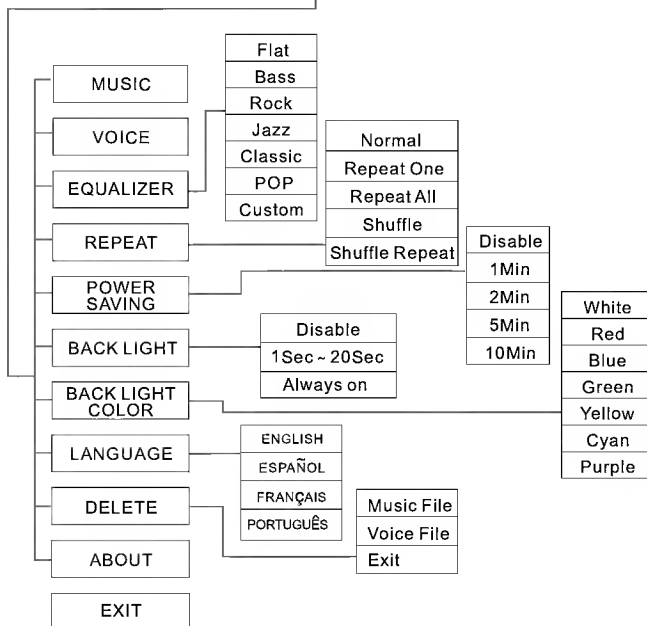 MUSIC
VOICE
EQUALIZER
REPEAT
POWER
SAVING
BACK LIGHT
BACK LIGHT
COLOR
LANGUAGE
DELETE
ABOUT
EXIT
Flat
Bass
Rock
Jazz
Classic
POP
Custom
Normal
Repeat One
Repeat All
Shuffle
Shuffle Repeat
Disable
1Min
2Min
5Min
10Min
Disable
1Sec ~ 20Sec
Always on
White
Red
Blue
Green
Yellow
Cyan
Purple
ENGLISH
ESPAÑOL
FRANÇAIS
PORTUGUÊS
Music File
Voice File
Exit